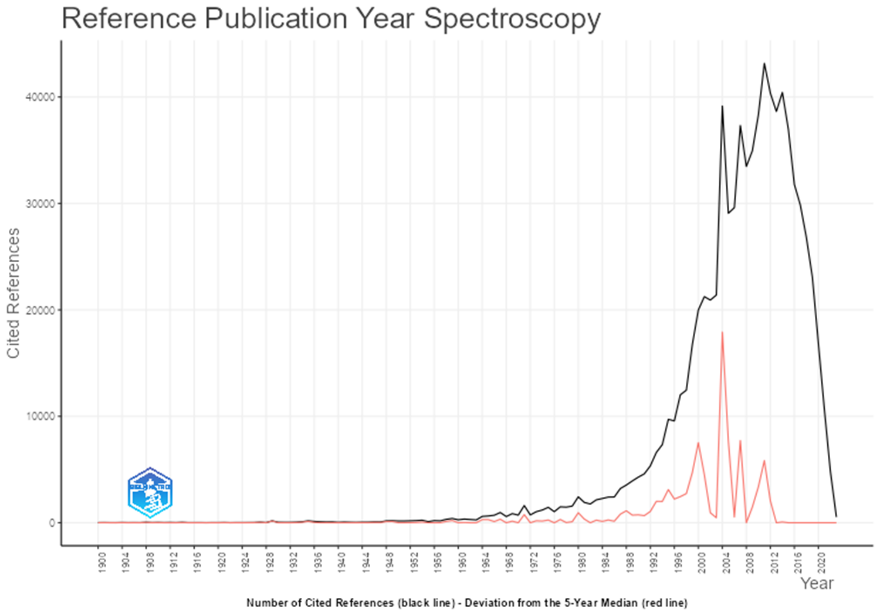 Reference Publication Year Spectroscopy
Cited References
40000
30000
20000
10000
0
1900 1904 1908 1912 1916 1920 1924 1928 1932 1936 1940 1944 1948 1952 1956 1960 1964 1968 1972 1976 1980 1984 1988 1992 1996 2000 2004 2008 2012 2016 2020
Year
Number of Cited References (black line) - Deviation from the 5-Year Median (red line)